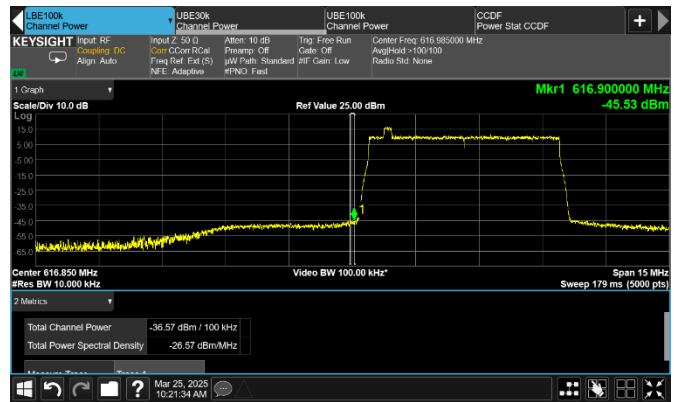 LBE100k
Channel Power
UBE30k
Channel Power
UBE100k
Channel Power
CCDF
Power Stat CCDF
KEYSIGHT
Input: RF
Coupling: DC
Align: Auto
LXI
Input Z: 50 Ω
Corr CCorr RCal
Freq Ref: Ext (S)
NFE: Adaptive
Atten: 10 dB
Preamp: Off
µW Path: Standard
#PNO: Fast
Trig: Free Run
Gate: Off
#IF Gain: Low
Center Freq: 616.985000 MHz
Avg|Hold:>100/100
Radio Std: None
1 Graph
Mkr1 616.900000 MHz
Scale/Div 10.0 dB
Ref Value 25.00 dBm
-45.53 dBm
Log
15.0
5.00
-5.00
-15.0
-25.0
-35.0
-45.0
-55.0
-65.0
1
Center 616.850 MHz
Video BW 100.00 kHz*
Span 15 MHz
#Res BW 10.000 kHz
Sweep 179 ms (5000 pts)
2 Metrics
Total Channel Power -36.57 dBm / 100 kHz
Total Power Spectral Density -26.57 dBm/MHz
Measure Trace Trace 1
Mar 25, 2025
10:21:34 AM